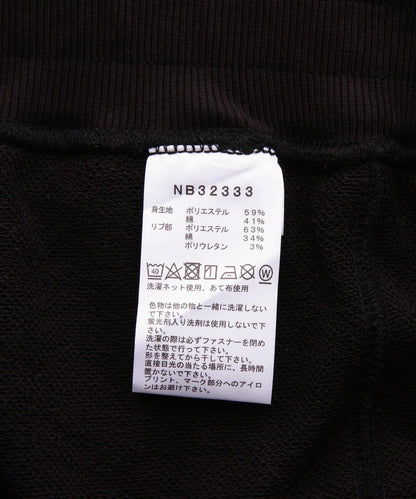 NB32333
身生地 ポリエステル 59%
綿 41%
リブ部 ポリエステル 63%
綿 34%
ポリウレタン 3%
40 W
洗濯ネット使用、あて布使用
色物は他の物と一緒に洗濯しない
で下さい。
蛍光剤入り洗剤は使用しないで下
さい。
洗濯の際は必ずファスナーを閉め
た状態で行って下さい。
形を整えてから干して下さい。
直接日光の当たる場所に、長時間
置かないで下さい。
プリント、マーク部分へのアイロ
ンはお避け下さい。